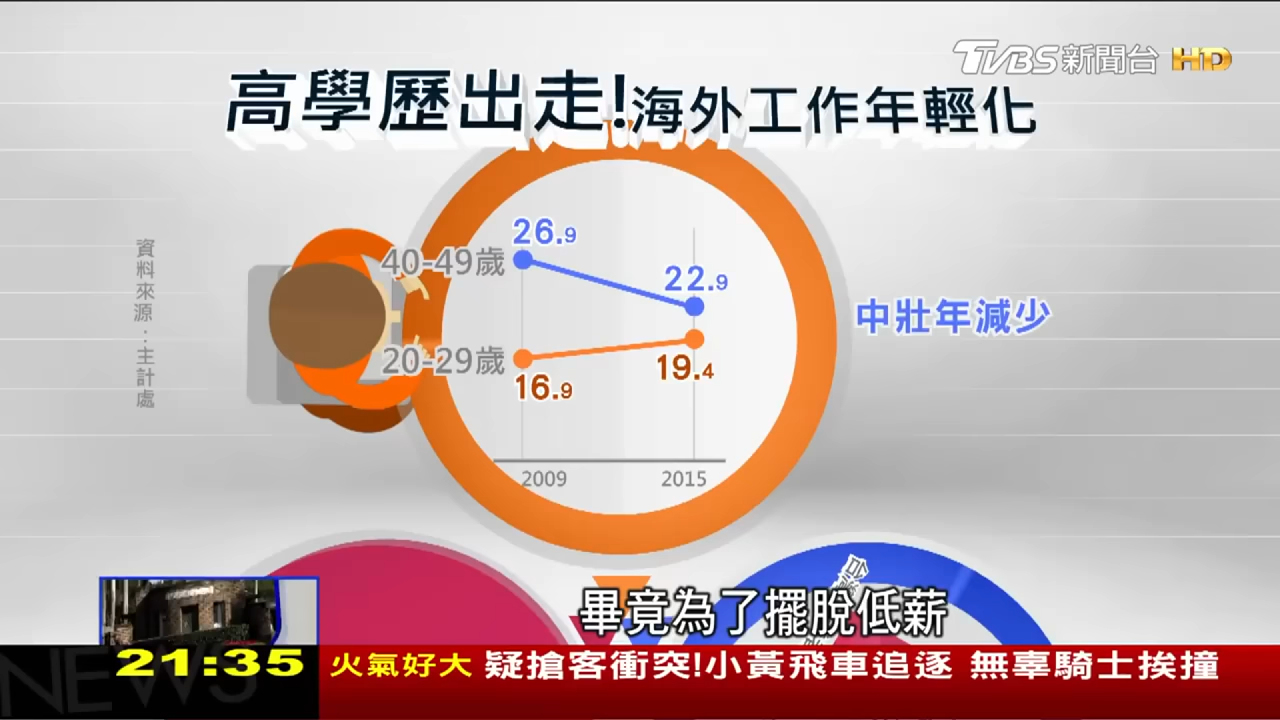 TVBS新聞台 HD
高學歷出走!海外工作年輕化
資料來源:主計處
26.9
40-49歲
22.9
中壯年減少
20-29歲
19.4
16.9
2009 2015
畢竟為了擺脫低薪
NEWS
21:35 火氣好大 疑搶客衝突!小黃飛車追逐 無辜騎士挨撞